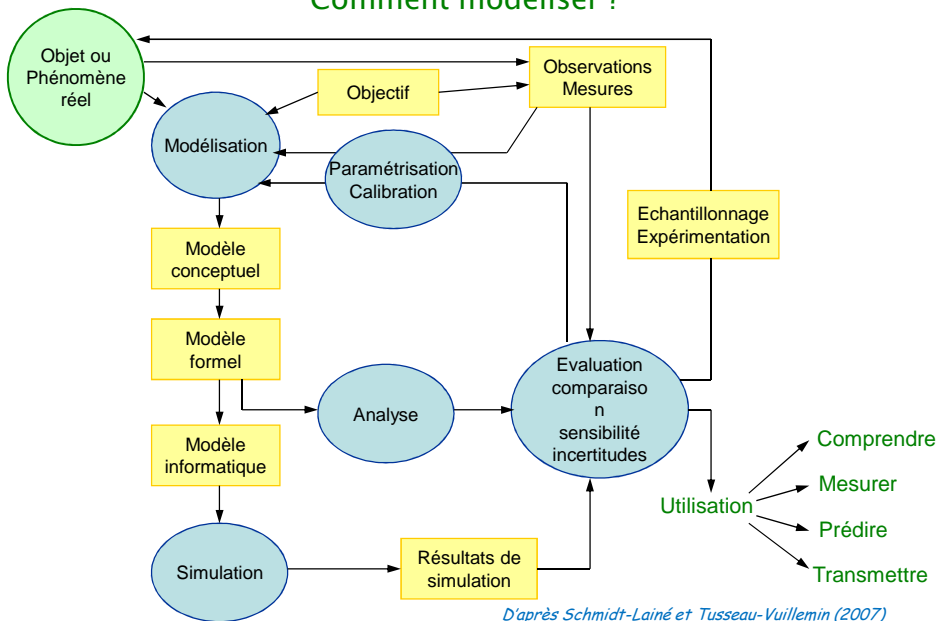 Comment modéliser ?
Objet ou
Phénomène
réel
Observations
Mesures
Objectif
Modélisation
Paramétrisation
Calibration
Echantillonnage
Expérimentation
Modèle
conceptuel
Modèle
formel
Evaluation
comparaiso
n
sensibilité
incertitudes
Analyse
Modèle
informatique
Comprendre
Mesurer
Utilisation
Prédire
Transmettre
Simulation
Résultats de
simulation
D'après Schmidt-Lainé et Tusseau-Vuillemin (2007)